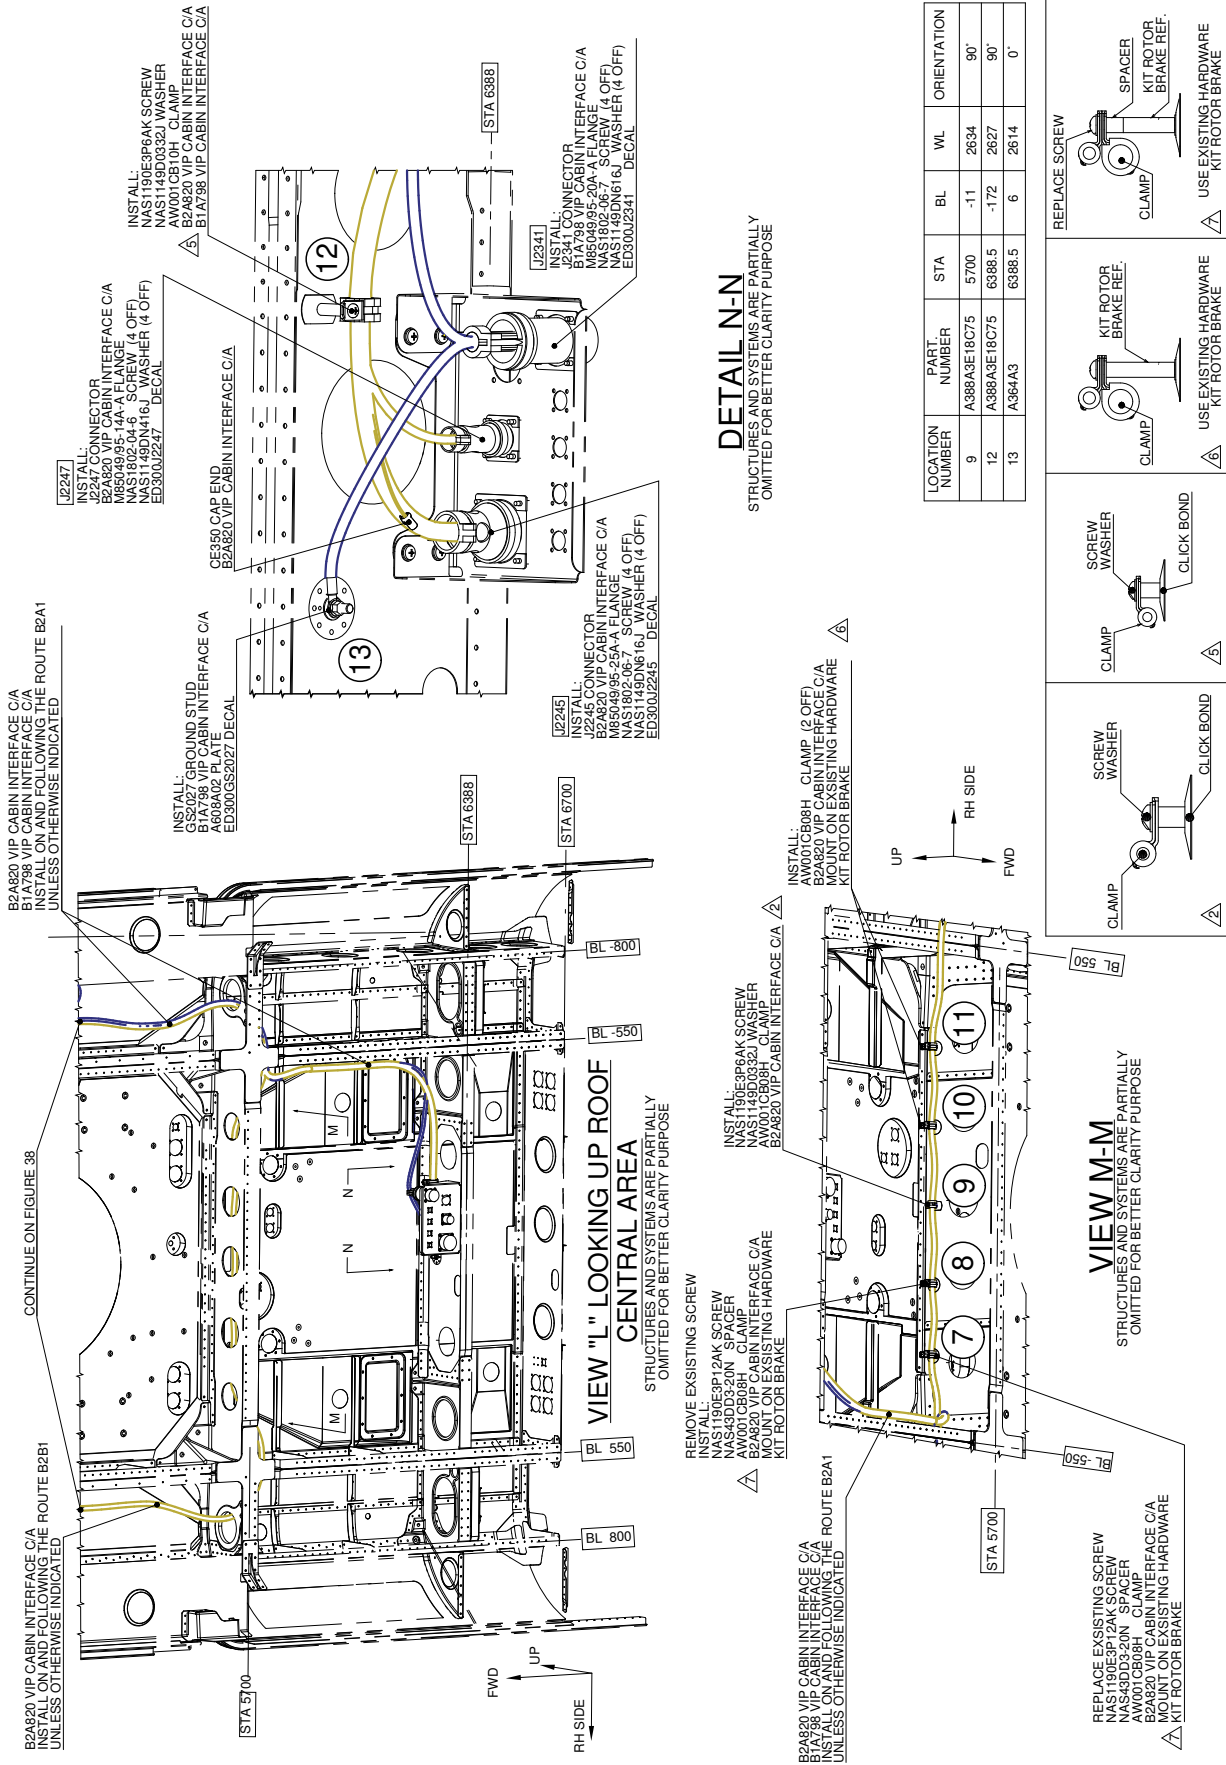 B2A820 VIP CABIN INTERFACE C/A
INSTALL ON AND FOLLOWING THE ROUTE B2B1
UNLESS OTHERWISE INDICATED
CONTINUE ON FIGURE 38
B2A820 VIP CABIN INTERFACE C/A
B1A798 VIP CABIN INTERFACE C/A
INSTALL ON AND FOLLOWING THE ROUTE B2A1
UNLESS OTHERWISE INDICATED
STA 5700
FWD
UP
RH SIDE
M
M
N
N
BL 800
BL 550
BL -550
BL -800
STA 6388
STA 6700
VIEW "L" LOOKING UP ROOF
CENTRAL AREA
STRUCTURES AND SYSTEMS ARE PARTIALLY
OMITTED FOR BETTER CLARITY PURPOSE
INSTALL:
GS2027 GROUND STUD
B1A798 VIP CABIN INTERFACE C/A
A608A02 PLATE
ED300GS2027 DECAL
CE350 CAP END
B2A820 VIP CABIN INTERFACE C/A
J2247
INSTALL:
J2247 CONNECTOR
B2A820 VIP CABIN INTERFACE C/A
M85049/95-14A-A FLANGE
NAS1802-04-6 SCREW (4 OFF)
NAS1149DN416J WASHER (4 OFF)
ED300J2247 DECAL
INSTALL:
NAS1190E3P6AK SCREW
NAS1149D0332J WASHER
AW001CB10H CLAMP
B2A820 VIP CABIN INTERFACE C/A
B1A798 VIP CABIN INTERFACE C/A
5
12
13
STA 6388
J2245
INSTALL:
J2245 CONNECTOR
B2A820 VIP CABIN INTERFACE C/A
M85049/95-25A-A FLANGE
NAS1802-06-7 SCREW (4 OFF)
NAS1149DN616J WASHER (4 OFF)
ED300J2245 DECAL
J2341
INSTALL:
J2341 CONNECTOR
B1A798 VIP CABIN INTERFACE C/A
M85049/95-20A-A FLANGE
NAS1802-06-7 SCREW (4 OFF)
NAS1149DN616J WASHER (4 OFF)
ED300J2341 DECAL
DETAIL N-N
STRUCTURES AND SYSTEMS ARE PARTIALLY
OMITTED FOR BETTER CLARITY PURPOSE
B2A820 VIP CABIN INTERFACE C/A
B1A798 VIP CABIN INTERFACE C/A
INSTALL ON AND FOLLOWING THE ROUTE B2A1
UNLESS OTHERWISE INDICATED
REMOVE EXSISTING SCREW
INSTALL:
NAS1190E3P12AK SCREW
NAS43DD3-20N SPACER
AW001CB08H CLAMP
B2A820 VIP CABIN INTERFACE C/A
MOUNT ON EXSISTING HARDWARE
KIT ROTOR BRAKE
7
INSTALL:
NAS1190E3P6AK SCREW
NAS1149D0332J WASHER
AW001CB08H CLAMP
B2A820 VIP CABIN INTERFACE C/A
2
INSTALL:
AW001CB08H CLAMP (2 OFF)
B2A820 VIP CABIN INTERFACE C/A
MOUNT ON EXSISTING HARDWARE
KIT ROTOR BRAKE
6
UP
RH SIDE
FWD
7
8
9
10
11
BL -550
BL 550
STA 5700
REPLACE EXSISTING SCREW
NAS1190E3P12AK SCREW
NAS43DD3-20N SPACER
AW001CB08H CLAMP
B2A820 VIP CABIN INTERFACE C/A
MOUNT ON EXISTING HARDWARE
KIT ROTOR BRAKE
7
VIEW M-M
STRUCTURES AND SYSTEMS ARE PARTIALLY
OMITTED FOR BETTER CLARITY PURPOSE
LOCATION NUMBER PART. NUMBER STA BL WL ORIENTATION
9 A388A3E18C75 5700 -11 2634 90°
12 A388A3E18C75 6388.5 -172 2627 90°
13 A364A3 6388.5 6 2614 0°
CLAMP
SCREW
WASHER
CLICK BOND
2
CLAMP
SCREW
WASHER
CLICK BOND
5
CLAMP
KIT ROTOR
BRAKE REF.
6
USE EXISTING HARDWARE
KIT ROTOR BRAKE
REPLACE SCREW
SPACER
KIT ROTOR
BRAKE REF.
CLAMP
7
USE EXISTING HARDWARE
KIT ROTOR BRAKE